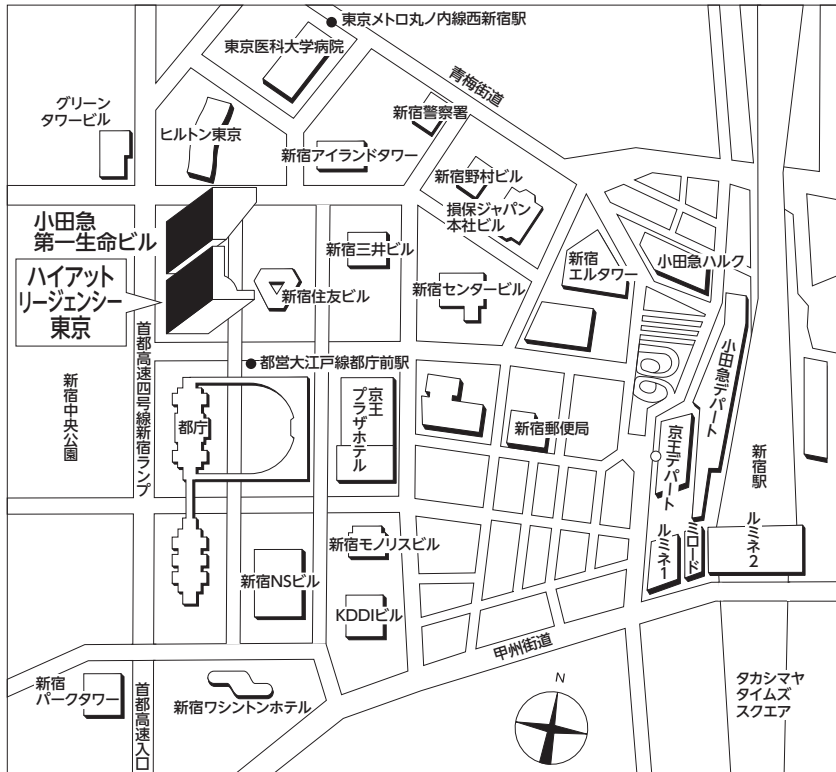 東京メトロ丸ノ内線西新宿駅
東京医科大学病院
青梅街道
グリーン
タワービル
ヒルトン東京
新宿警察署
新宿アイランドタワー
新宿野村ビル
損保ジャパン
本社ビル
小田急
第一生命ビル
新宿三井ビル
新宿
エルタワー
小田急ハルク
ハイアット
リージェンシー
東京
新宿住友ビル
新宿センタービル
首都高速四号線新宿ランプ
都営大江戸線都庁前駅
小田急デパート
新宿中央公園
都庁
京王
プラザホテル
新宿郵便局
京王デパート
新宿駅
新宿モノリスビル
ルミネ1
ミロード
ルミネ2
新宿NSビル
KDDIビル
甲州街道
新宿
パークタワー
首都高速入口
新宿ワシントンホテル
N
タカシマヤ
タイムズ
スクエア